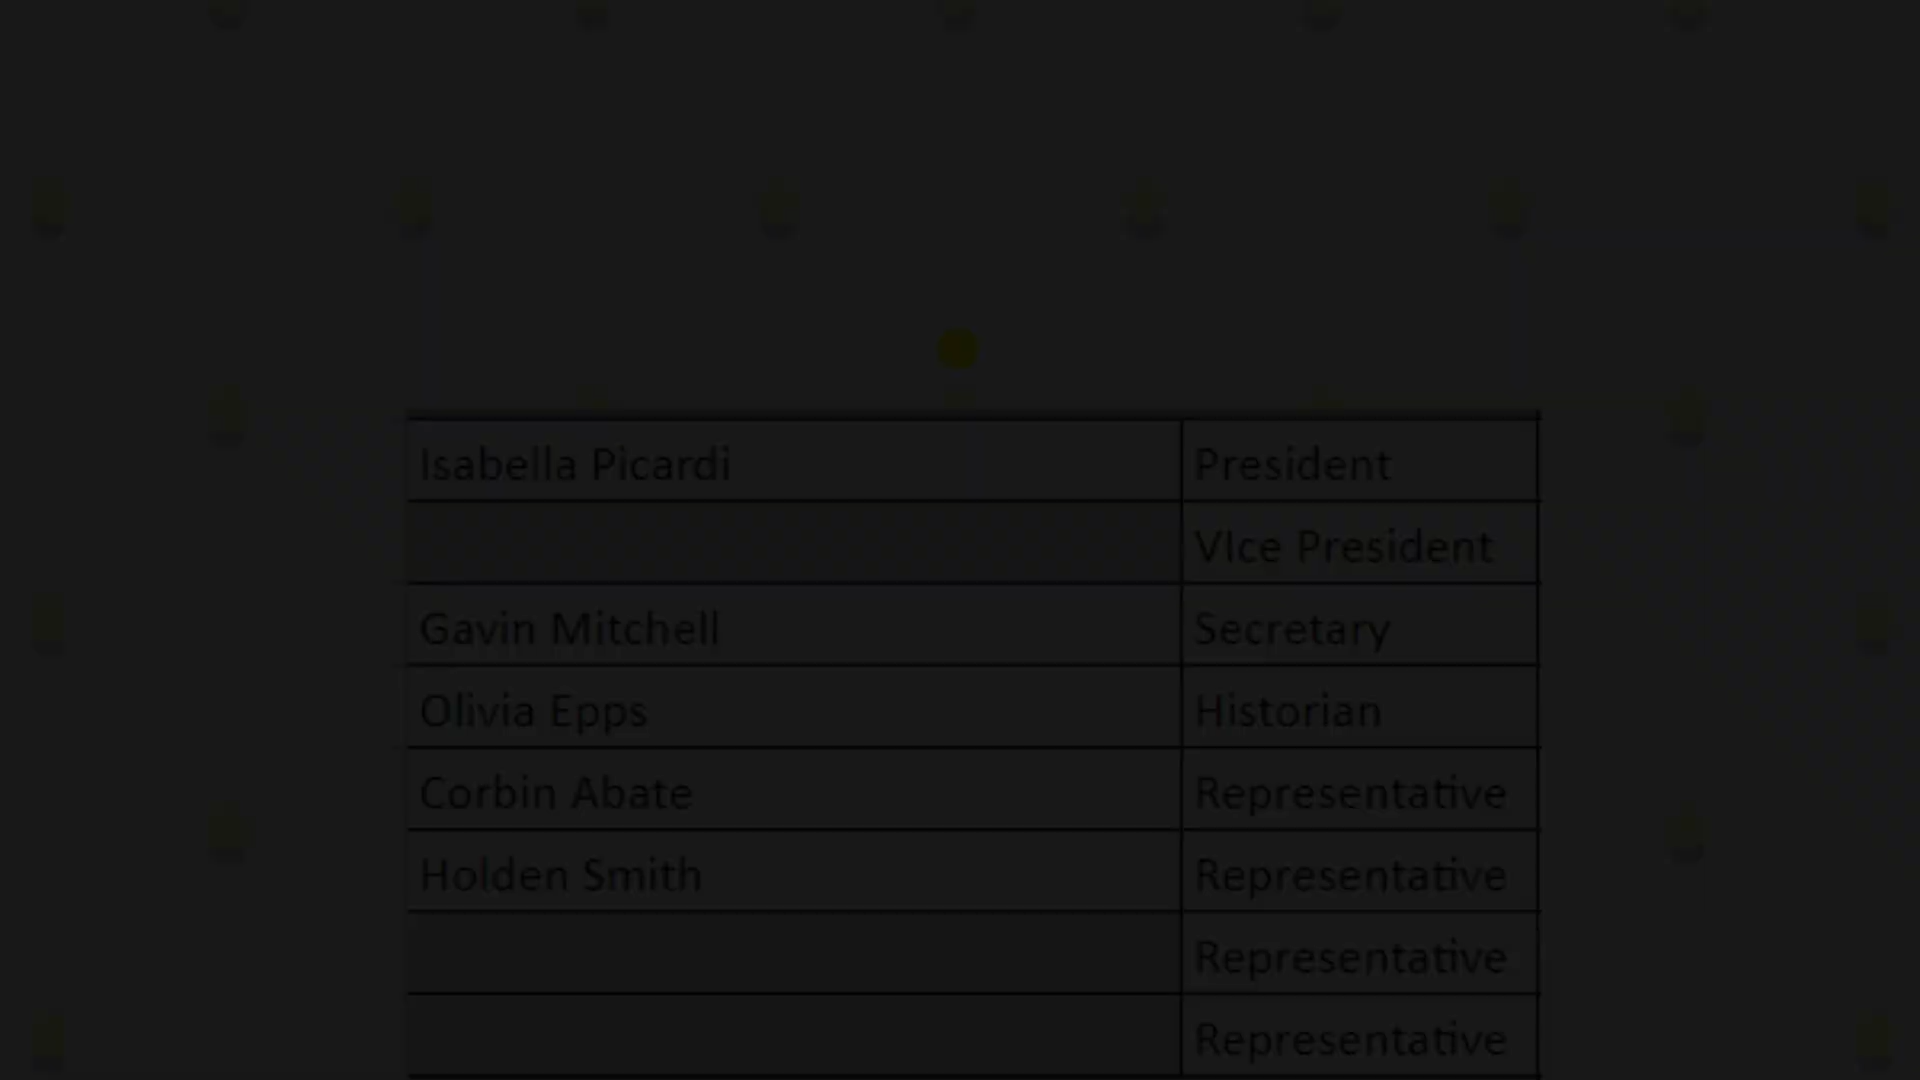 Isabella Picardi President
VIce President
Gavin Mitchell Secretary
Olivia Epps Historian
Corbin Abate Representative
Holden Smith Representative
Representative
Representative